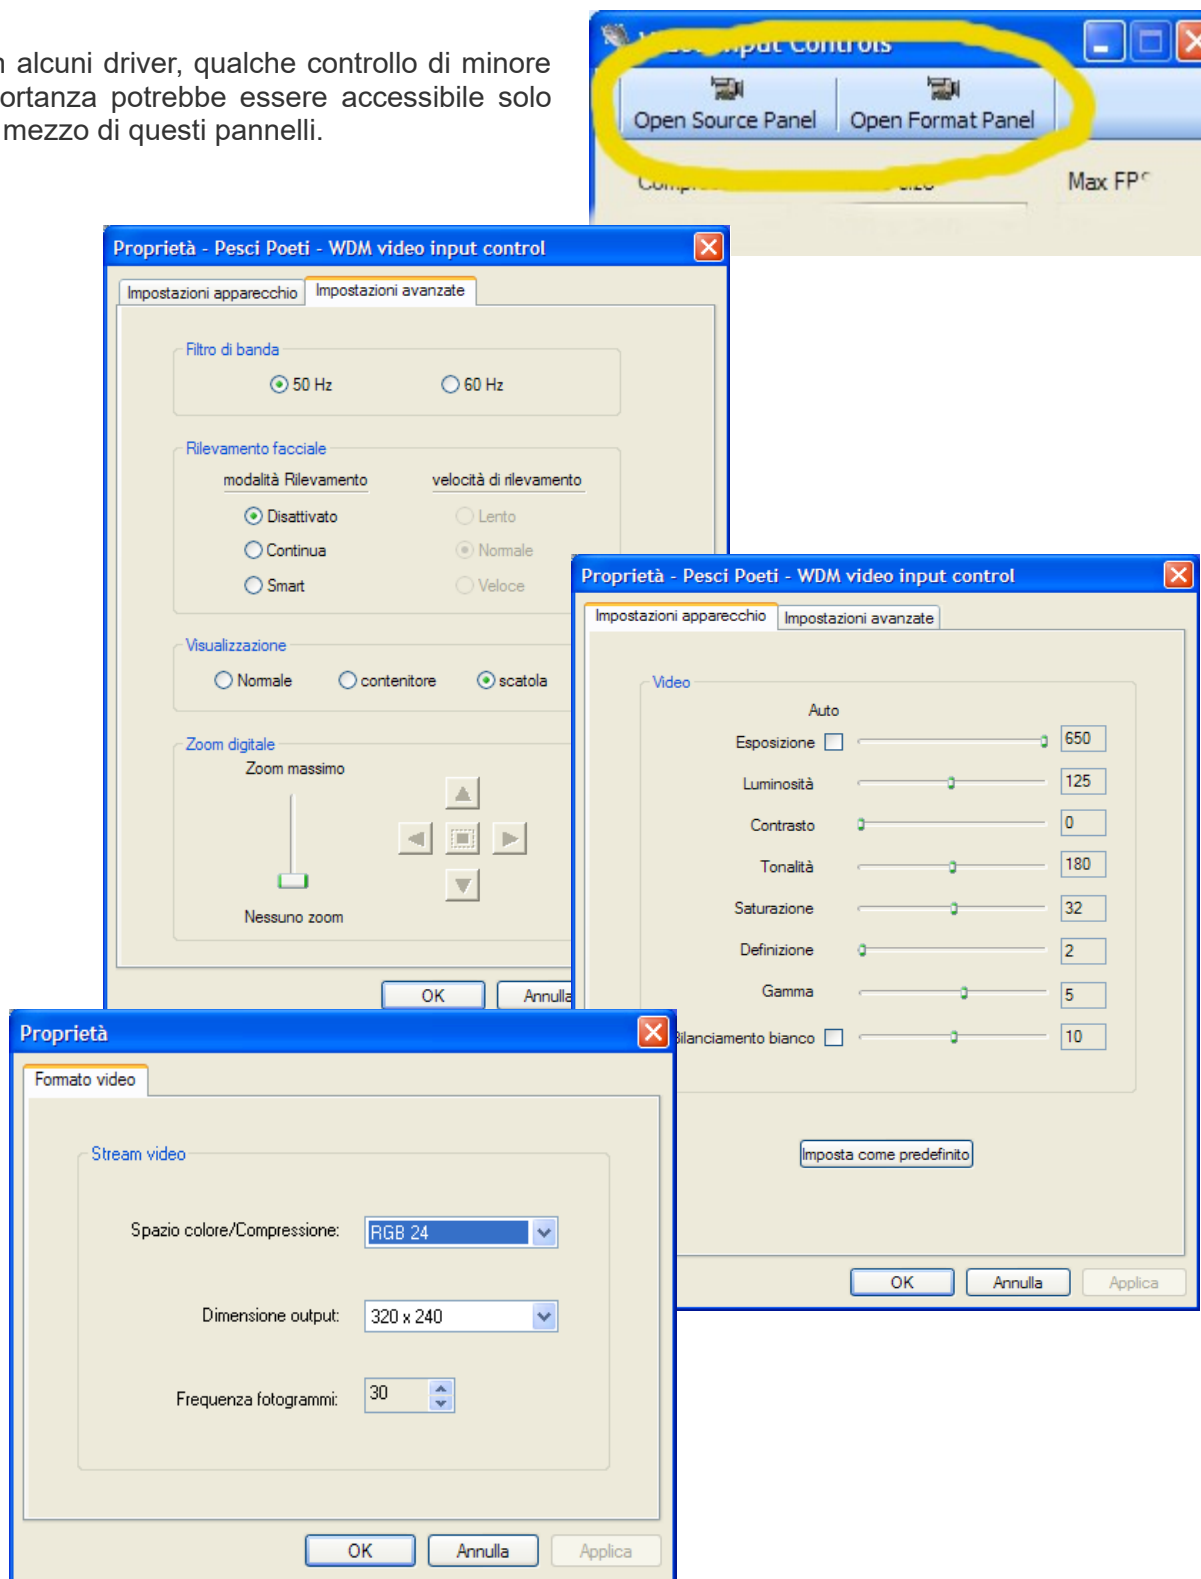 alcuni driver, qualche controllo di minore
potrebbe essere accessibile solo
mezzo di questi pannelli.
Controls
Open Source Panel
Open Format Panel
Max
Proprietà - Pesci Poeti - WDM video input control
Impostazioni apparecchio
Impostazioni avanzate
Filtro di banda
50 Hz
60 Hz
Rilevamento facciale
modalità Rilevamento
velocità di rilevamento
Disattivato
Lento
Continua
Normale
Smart
Veloce
Visualizzazione
Normale
contenitore
scatola
Zoom digitale
Zoom massimo
Nessuno zoom
OK
Annulla
Proprietà - Pesci Poeti - WDM video input control
Impostazioni apparecchio
Impostazioni avanzate
Video
Auto
Esposizione
650
Luminosità
125
Contrasto
0
Tonalità
180
Saturazione
32
Definizione
2
Gamma
5
Bilanciamento bianco
10
Imposta come predefinito
OK
Annulla
Applica
Proprietà
Formato video
Stream video
Spazio colore/Compressione:
RGB 24
Dimensione output:
320 x 240
Frequenza fotogrammi:
30
OK
Annulla
Applica